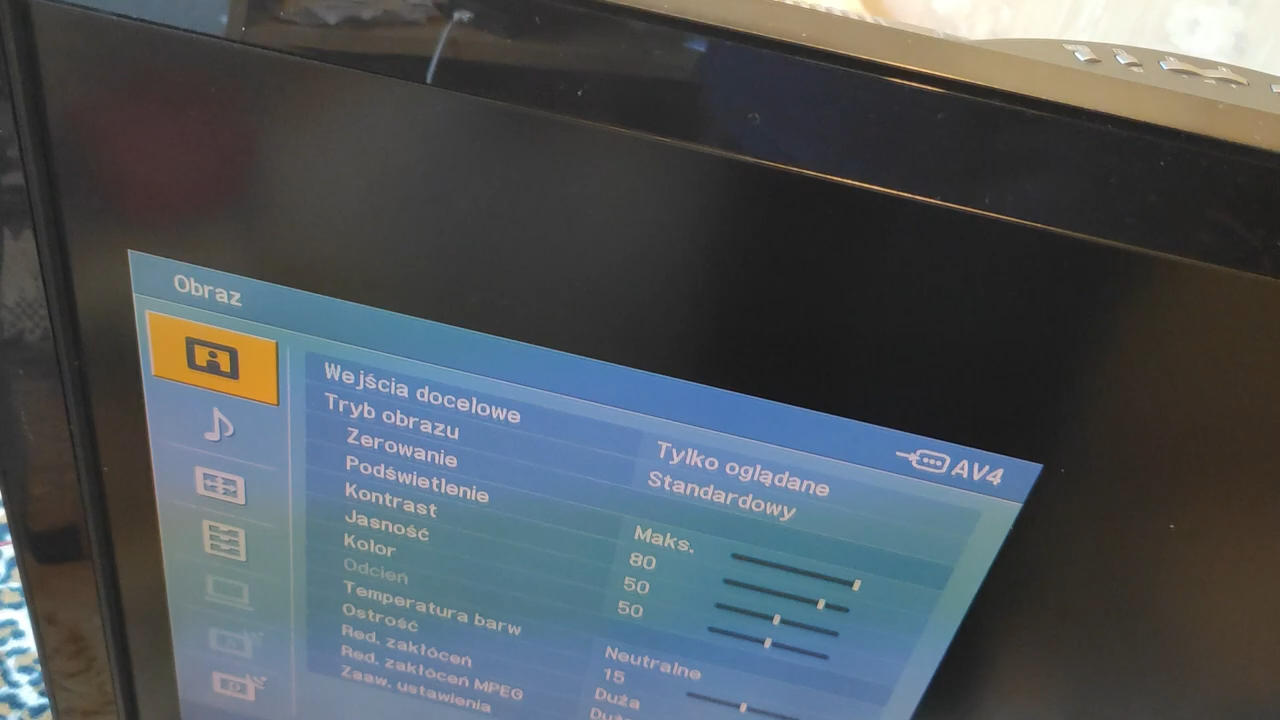 Obraz
AV4
Wejścia docelowe Tylko oglądane
Tryb obrazu Standardowy
Zerowanie
Podświetlenie Maks.
Kontrast 80
Jasność 50
Kolor 50
Odcień
Temperatura barw Neutralne
Ostrość 15
Red. zakłóceń Duża
Red. zakłóceń MPEG
Zaaw. ustawienia